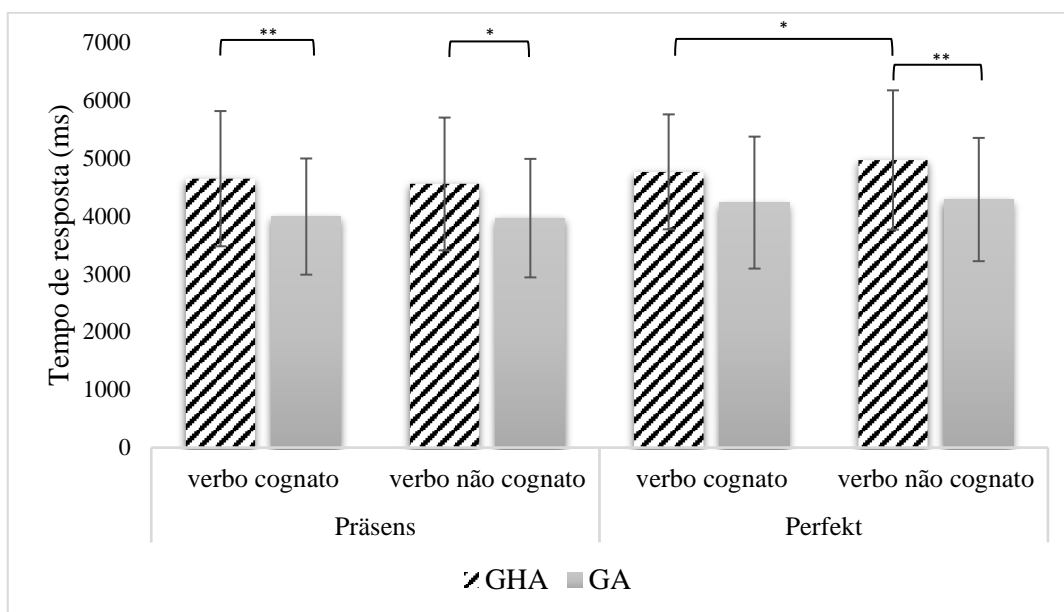 Tempo de resposta (ms)
7000
6000
5000
4000
3000
2000
1000
0
** * * **
verbo cognato verbo não cognato verbo cognato verbo não cognato
Präsens Perfekt
GHA GA